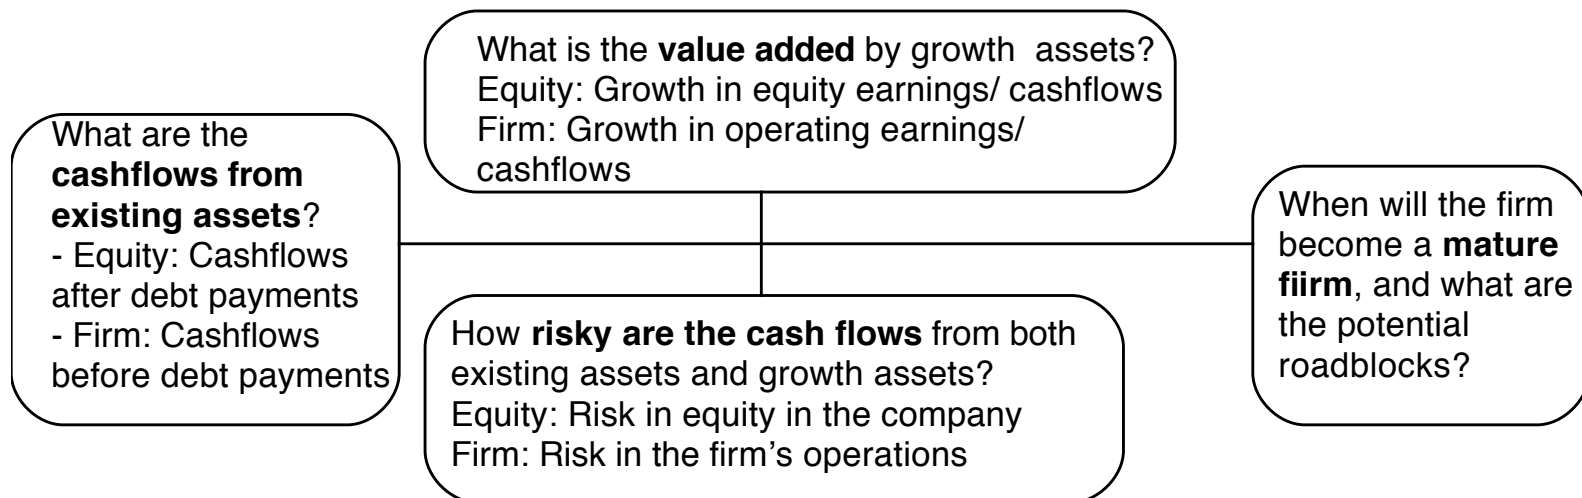 What is the value added by growth  assets?
Equity: Growth in equity earnings/ cashflows
Firm: Growth in operating earnings/
cashflows
What are the
cashflows from
existing assets?
- Equity: Cashflows
after debt payments
- Firm: Cashflows
before debt payments
When will the firm
become a mature
fiirm, and what are
the potential
roadblocks?
How risky are the cash flows from both
existing assets and growth assets?
Equity: Risk in equity in the company
Firm: Risk in the firm’s operations